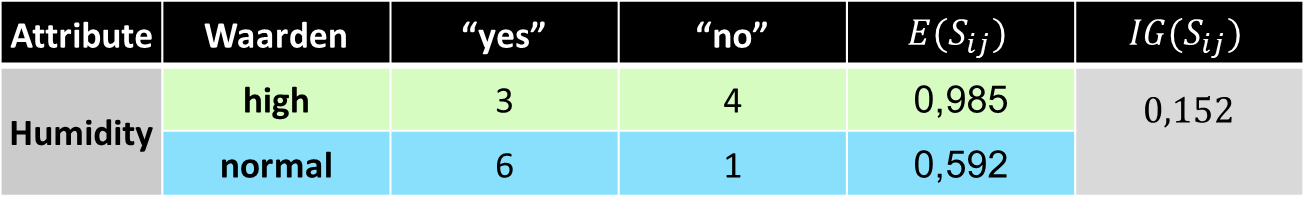 Attribute Waarden “yes” “no” E(Sij) IG(Sij)
high 3 4 0,985 0,152
Humidity
normal 6 1 0,592